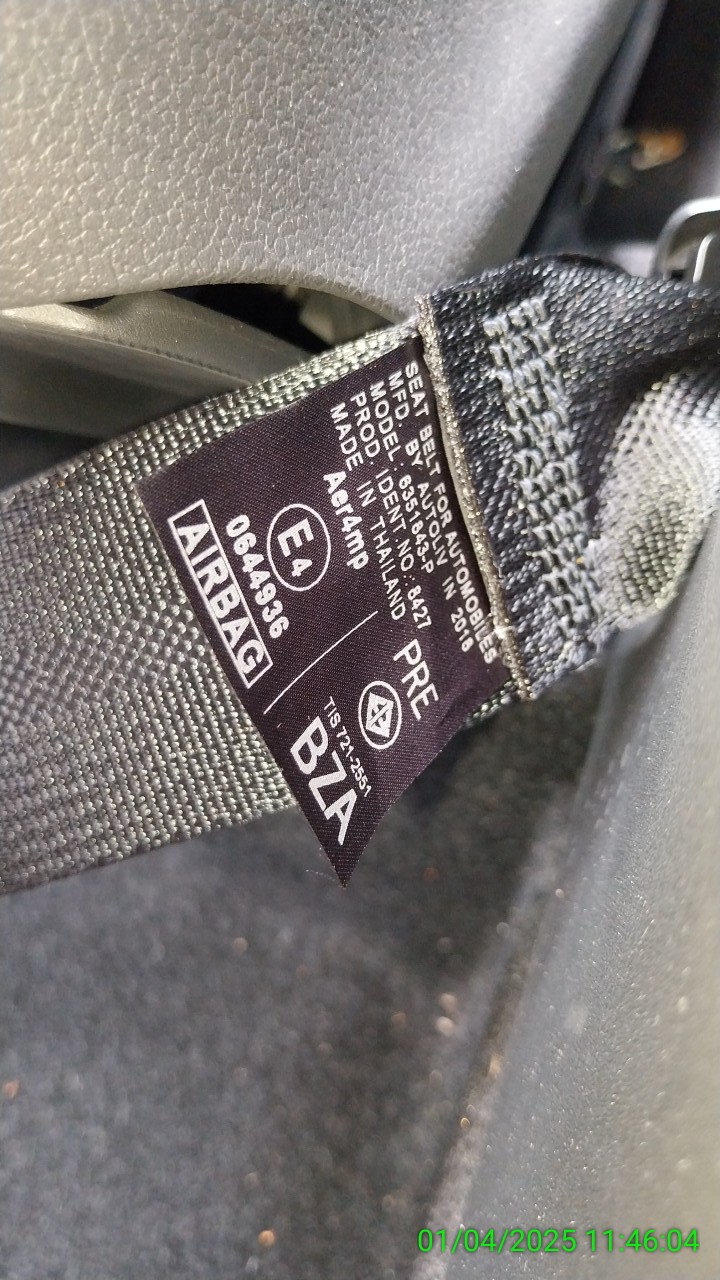 SEAT BELT FOR AUTOMOBILES
MFD. BY AUTOLIV IN 2018
MODEL : 6351843-P
PROD. IDENT. NO.: 8427
MADE IN THAILAND
Aer4mp
E4
0644936
AIRBAG
PRE
TIS 721-2551
BZA
01/04/2025 11:46:04